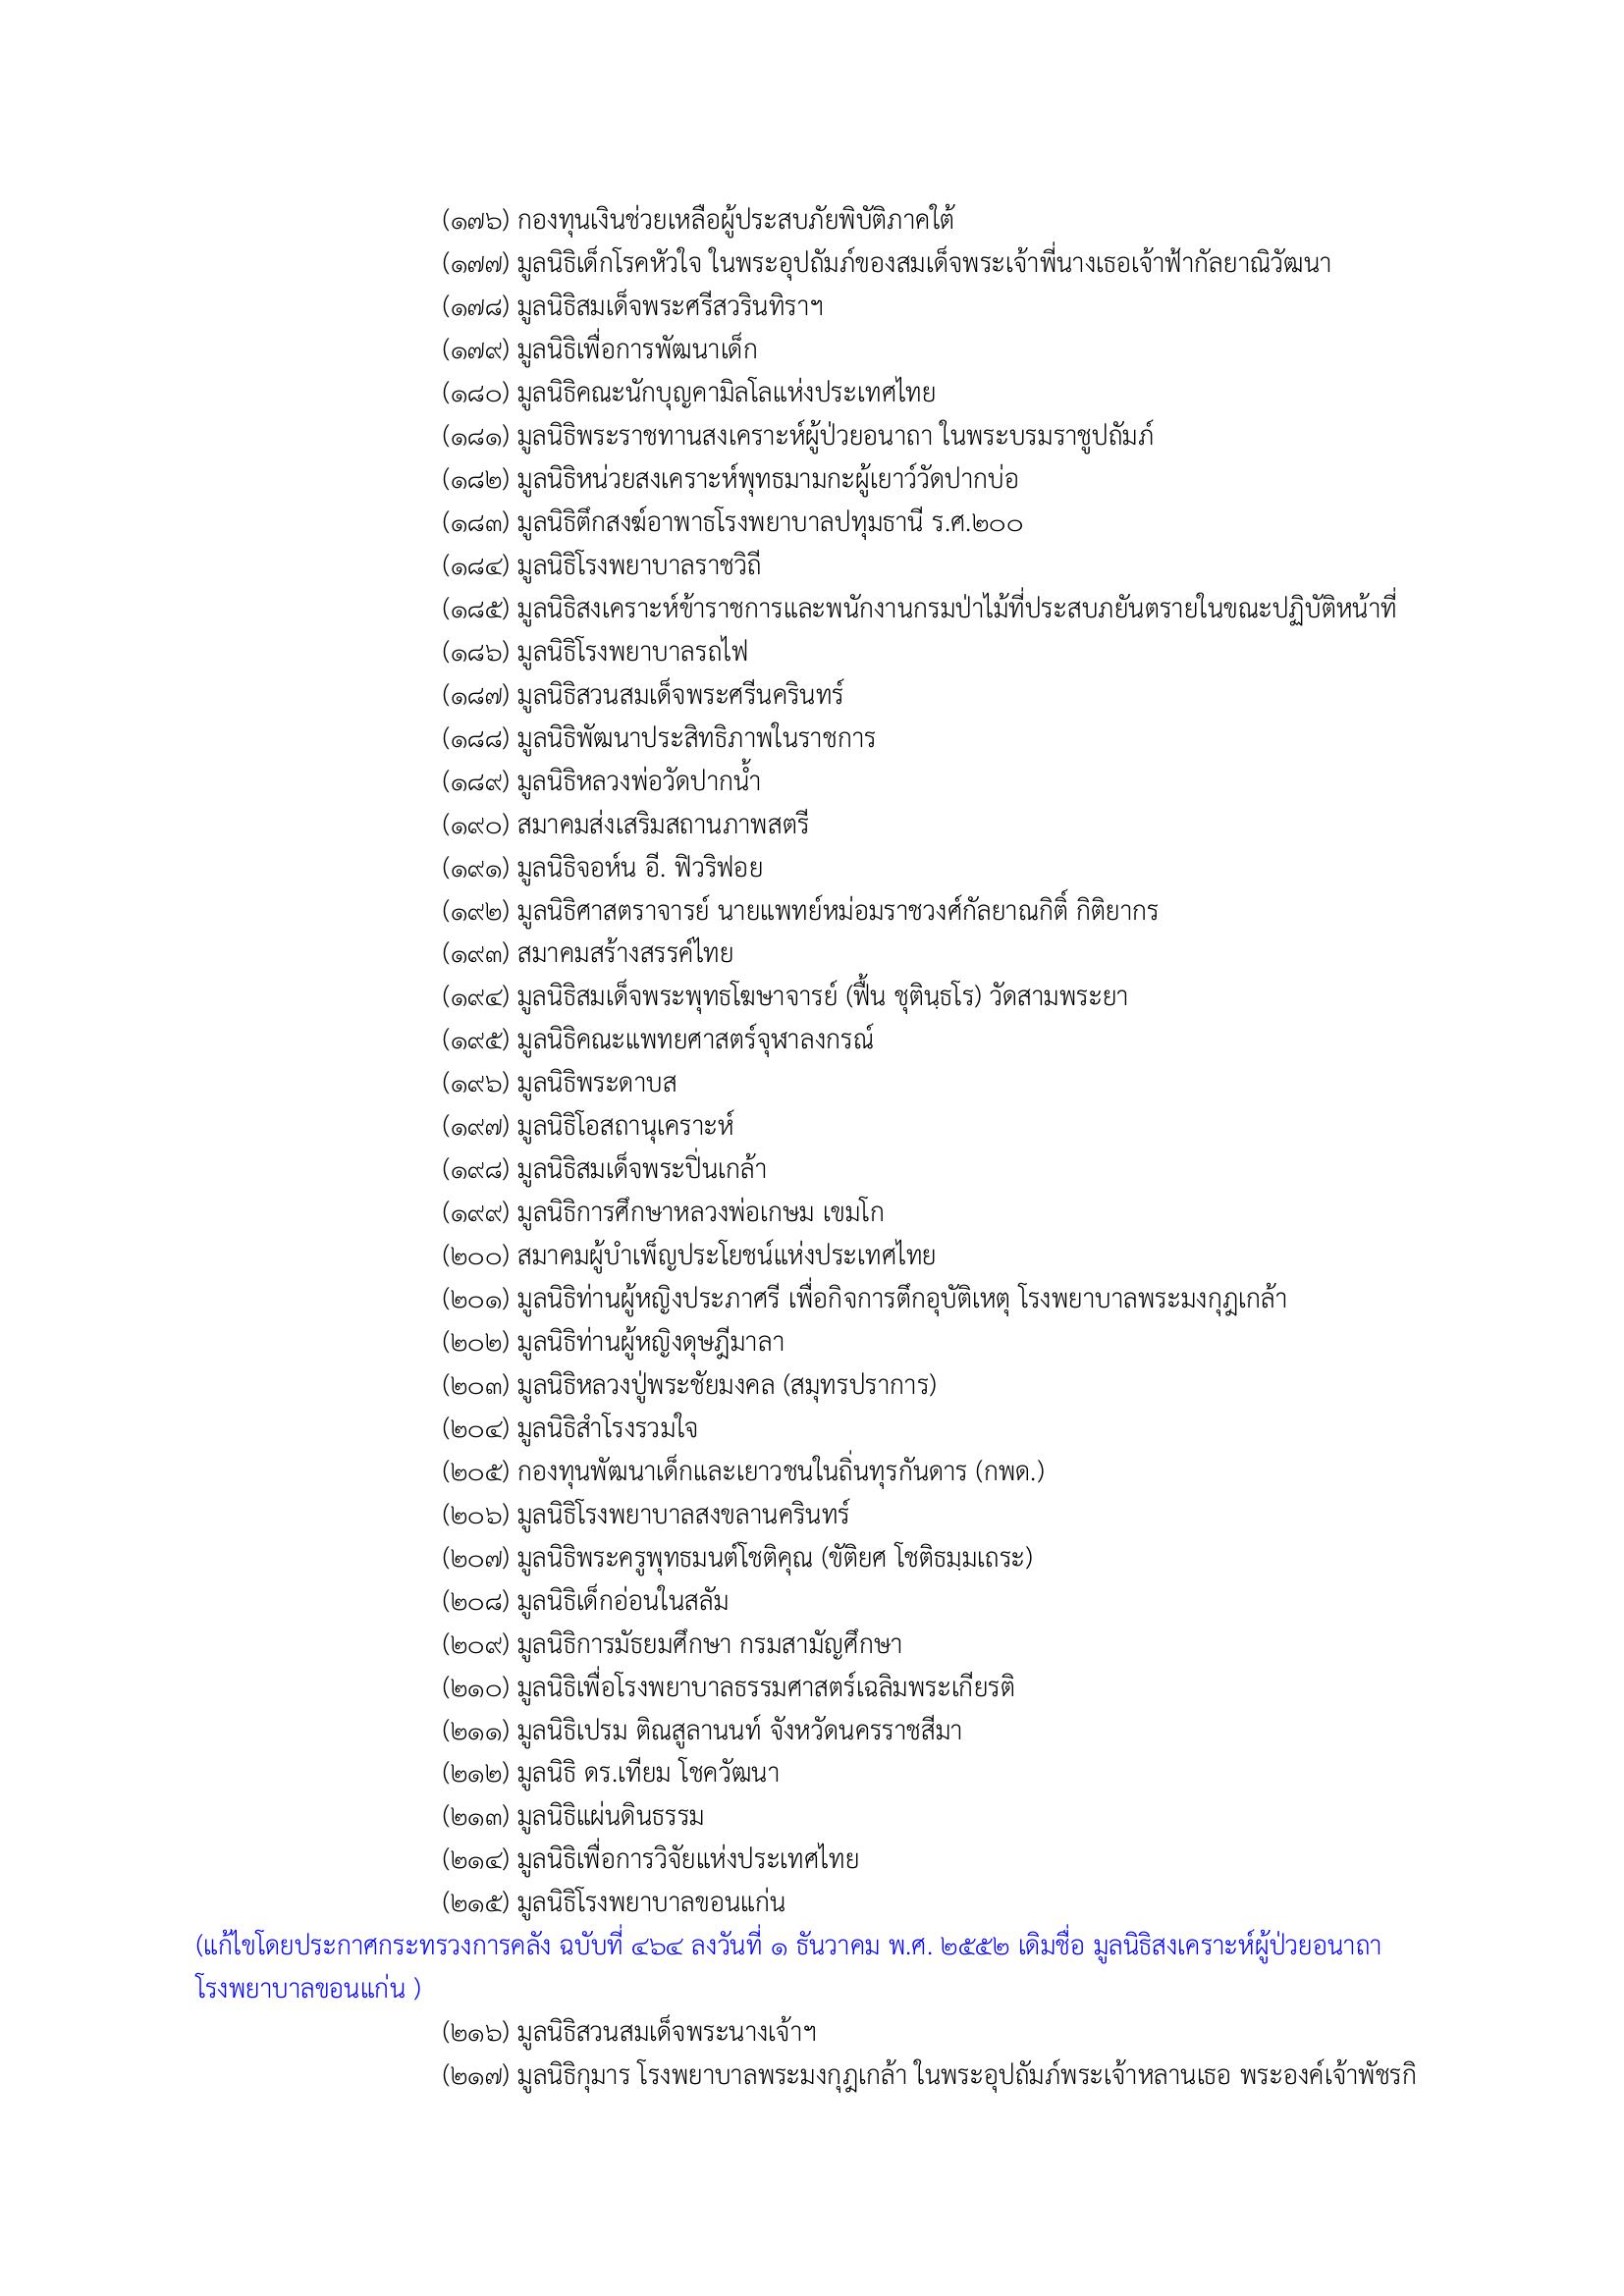 (๑๗๖) กองทุนเงินช่วยเหลือผู้ประสบภัยพิบัติภาคใต้
(๑๗๗) มูลนิธิเด็กโรคหัวใจ ในพระอุปถัมภ์ของสมเด็จพระเจ้าพี่นางเธอเจ้าฟ้ากัลยาณิวัฒนา
(๑๗๘) มูลนิธิสมเด็จพระศรีสวรินทิราฯ
(๑๗๙) มูลนิธิเพื่อการพัฒนาเด็ก
(๑๘๐) มูลนิธิคณะนักบุญคามิลโลแห่งประเทศไทย
(๑๘๑) มูลนิธิพระราชทานสงเคราะห์ผู้ป่วยอนาถา ในพระบรมราชูปถัมภ์
(๑๘๒) มูลนิธิหน่วยสงเคราะห์พุทธมามกะผู้เยาว์วัดปากบ่อ
(๑๘๓) มูลนิธิตึกสงฆ์อาพาธโรงพยาบาลปทุมธานี ร.ศ.๒๐๐
(๑๘๔) มูลนิธิโรงพยาบาลราชวิถี
(๑๘๕) มูลนิธิสงเคราะห์ข้าราชการและพนักงานกรมป่าไม้ที่ประสบภยันตรายในขณะปฏิบัติหน้าที่
(๑๘๖) มูลนิธิโรงพยาบาลรถไฟ
(๑๘๗) มูลนิธิสวนสมเด็จพระศรีนครินทร์
(๑๘๘) มูลนิธิพัฒนาประสิทธิภาพในราชการ
(๑๘๙) มูลนิธิหลวงพ่อวัดปากน้ำ
(๑๙๐) สมาคมส่งเสริมสถานภาพสตรี
(๑๙๑) มูลนิธิจอห์น อี. ฟิวริฟอย
(๑๙๒) มูลนิธิศาสตราจารย์ นายแพทย์หม่อมราชวงศ์กัลยาณกิติ์ กิติยากร
(๑๙๓) สมาคมสร้างสรรค์ไทย
(๑๙๔) มูลนิธิสมเด็จพระพุทธโฆษาจารย์ (ฟื้น ชุตินฺธโร) วัดสามพระยา
(๑๙๕) มูลนิธิคณะแพทยศาสตร์จุฬาลงกรณ์
(๑๙๖) มูลนิธิพระดาบส
(๑๙๗) มูลนิธิโอสถานุเคราะห์
(๑๙๘) มูลนิธิสมเด็จพระปิ่นเกล้า
(๑๙๙) มูลนิธิการศึกษาหลวงพ่อเกษม เขมโก
(๒๐๐) สมาคมผู้บำเพ็ญประโยชน์แห่งประเทศไทย
(๒๐๑) มูลนิธิท่านผู้หญิงประภาศรี เพื่อกิจการตึกอุบัติเหตุ โรงพยาบาลพระมงกุฎเกล้า
(๒๐๒) มูลนิธิท่านผู้หญิงดุษฎีมาลา
(๒๐๓) มูลนิธิหลวงปู่พระชัยมงคล (สมุทรปราการ)
(๒๐๔) มูลนิธิสำโรงรวมใจ
(๒๐๕) กองทุนพัฒนาเด็กและเยาวชนในถิ่นทุรกันดาร (กพด.)
(๒๐๖) มูลนิธิโรงพยาบาลสงขลานครินทร์
(๒๐๗) มูลนิธิพระครูพุทธมนต์โชติคุณ (ขัติยศ โชติธมฺมเถระ)
(๒๐๘) มูลนิธิเด็กอ่อนในสลัม
(๒๐๙) มูลนิธิการมัธยมศึกษา กรมสามัญศึกษา
(๒๑๐) มูลนิธิเพื่อโรงพยาบาลธรรมศาสตร์เฉลิมพระเกียรติ
(๒๑๑) มูลนิธิเปรม ติณสูลานนท์ จังหวัดนครราชสีมา
(๒๑๒) มูลนิธิ ดร.เทียม โชควัฒนา
(๒๑๓) มูลนิธิแผ่นดินธรรม
(๒๑๔) มูลนิธิเพื่อการวิจัยแห่งประเทศไทย
(๒๑๕) มูลนิธิโรงพยาบาลขอนแก่น
(แก้ไขโดยประกาศกระทรวงการคลัง ฉบับที่ ๔๖๔ ลงวันที่ ๑ ธันวาคม พ.ศ. ๒๕๕๒ เดิมชื่อ มูลนิธิสงเคราะห์ผู้ป่วยอนาถา
โรงพยาบาลขอนแก่น )
(๒๑๖) มูลนิธิสวนสมเด็จพระนางเจ้าฯ
(๒๑๗) มูลนิธิกุมาร โรงพยาบาลพระมงกุฎเกล้า ในพระอุปถัมภ์พระเจ้าหลานเธอ พระองค์เจ้าพัชรกิ